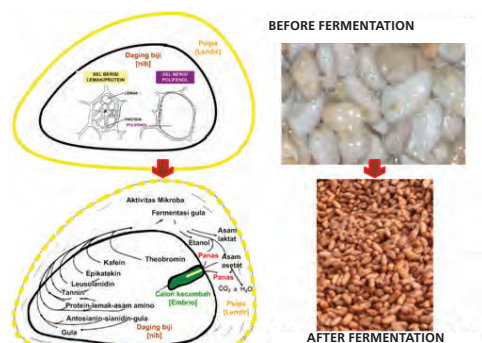 BEFORE FERMENTATION
Pulpa
[Lendir]
Daging biji
[nib]
SEL BERISI
LEMAK/PROTEIN
SEL BERISI
POLIFENOL
LEMAK
PROTEIN
POLIFENOL
Aktivitas Mikroba
Fermentasi gula
Asam
laktat
Etanol
Panas
Asam
asetat
Panas
CO₂ + H₂O
Theobromin
Kafein
Epikatekin
Leusolanidin
Tannin
Protein-lemak-asam amino
Antosianin-sianidin-gula
Gula
Calon kecambah
[Embrio]
Pulpa
[Lendir]
Daging biji
[nib]
AFTER FERMENTATION